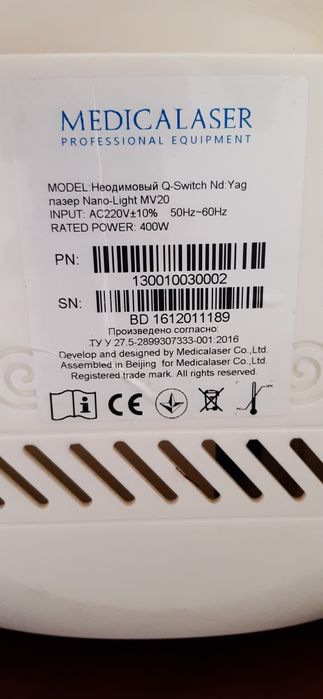 MEDICALASER
PROFESSIONAL EQUIPMENT
MODEL:Неодимовый Q-Switch Nd:Yag
лазер Nano-Light MV20
INPUT: AC220V±10% 50Hz~60Hz
RATED POWER: 400W
PN:
130010030002
SN:
BD 1612011189
Произведено согласно:
ТУ У 27.5-2899307333-001:2016
Develop and designed by Medicalaser Co.,Ltd.
Assembled in Beijing for Medicalaser Co.,Ltd.
Registered trade mark. All rights reserved.
CE